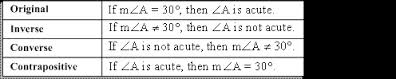 Original If m∠A = 30°, then ∠A is acute.
Inverse If m∠A ≠ 30°, then ∠A is not acute.
Converse If ∠A is not acute, then m∠A ≠ 30°.
Contrapositive If ∠A is acute, then m∠A = 30°.